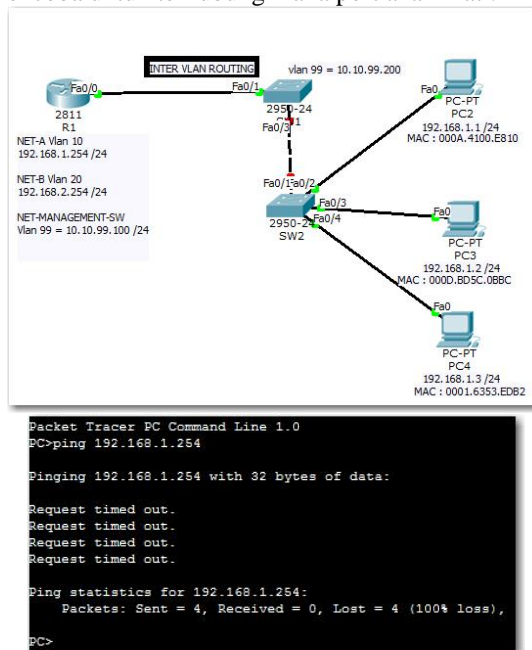 INTER VLAN ROUTING
vlan 99 = 10.10.99.200
Fa0/0
Fa0/1
2811
R1
2950-24
Fa0/3
NET-A Vlan 10
192.168.1.254 /24
NET-B Vlan 20
192.168.2.254 /24
NET-MANAGEMENT-SW
Vlan 99 = 10.10.99.100 /24
Fa0/1
Fa0/2
Fa0/3
Fa0/4
2950-24
SW2
Fa0
PC-PT
PC2
192.168.1.1 /24
MAC : 000A.4100.E810
Fa0
PC-PT
PC3
192.168.1.2 /24
MAC : 000D.BD5C.0BBC
Fa0
PC-PT
PC4
192.168.1.3 /24
MAC : 0001.6353.EDB2
Packet Tracer PC Command Line 1.0
PC>ping 192.168.1.254
Pinging 192.168.1.254 with 32 bytes of data:
Request timed out.
Request timed out.
Request timed out.
Request timed out.
Ping statistics for 192.168.1.254:
Packets: Sent = 4, Received = 0, Lost = 4 (100% loss),
PC>